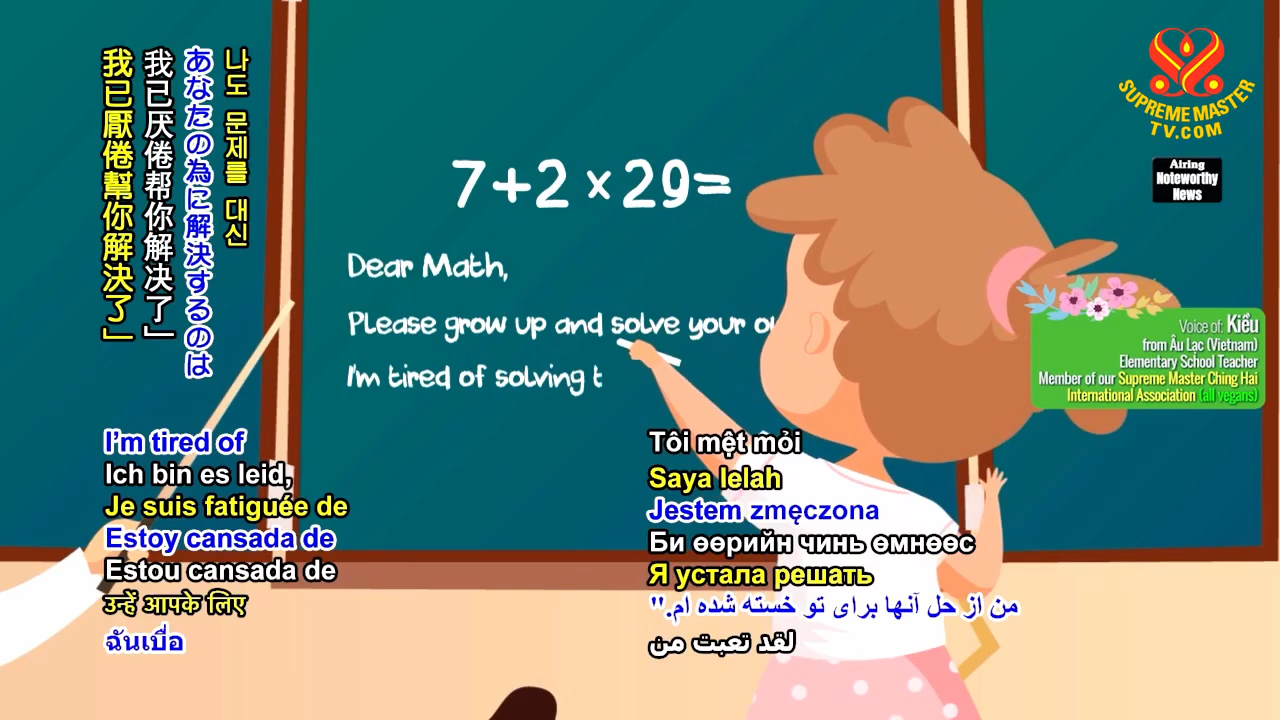 나도 문제를 대신
あなたの為に解決するのは
我已厌倦帮你解决了」
我已厭倦幫你解決了」
SUPREME MASTER
TV.COM
Airing
Noteworthy
News
7+2×29=
Dear Math,
Please grow up and solve your
I'm tired of solving t
Voice of: Kiều
from Âu Lạc (Vietnam)
Elementary School Teacher
Member of our Supreme Master Ching Hai
International Association (all vegans)
I'm tired of
Ich bin es leid,
Je suis fatiguée de
Estoy cansada de
Estou cansada de
उन्हें आपके लिए
ฉันเบื่อ
Tôi mệt mỏi
Saya lelah
Jestem zmęczona
Би өөрийн чинь өмнөөс
Я устала решать
من از حل آنها برای تو خسته شده ام."
لقد تعبت من